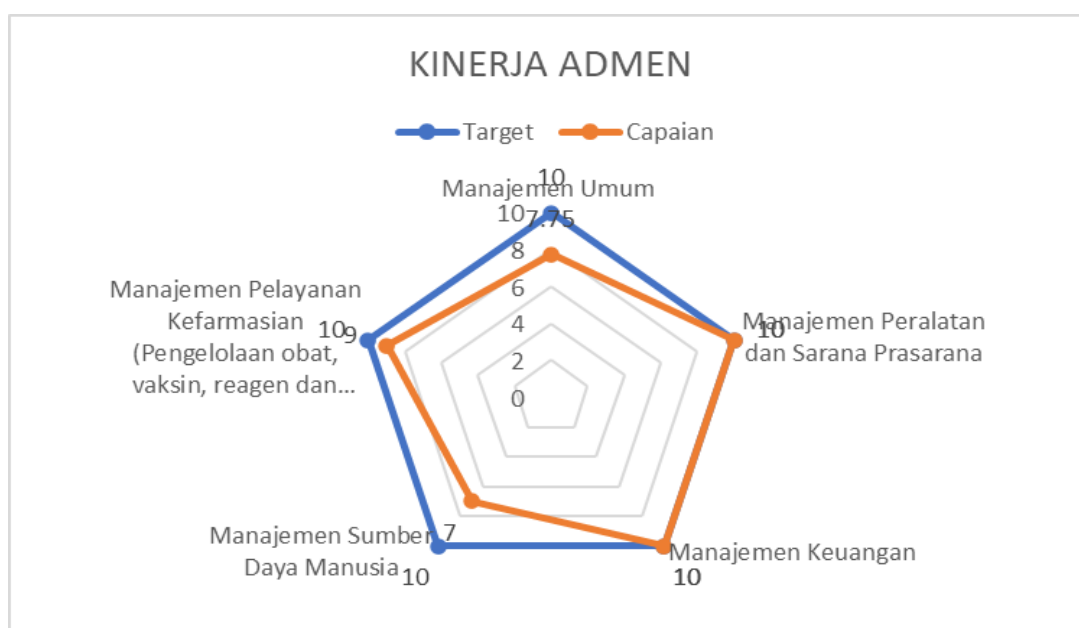 KINERJA ADMEN
Target
Capaian
10
Manajemen Umum
10
7.75
8
6
4
2
0
Manajemen Peralatan
dan Sarana Prasarana
10
Manajemen Keuangan
10
Manajemen Sumber
Daya Manusia
7
10
Manajemen Pelayanan
Kefarmasian
(Pengelolaan obat,
vaksin, reagen dan...
10
9